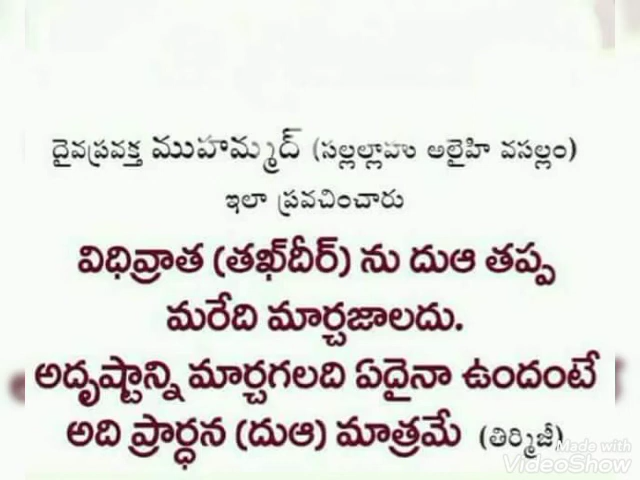 దైవప్రవక్త ముహమ్మద్ (సల్లల్లాహు అలైహి వసల్లం)
ఇలా ప్రవచించారు
విధివ్రాత (తఖ్‌దీర్) ను దుఆ తప్ప
మరేది మార్చజాలదు.
అదృష్టాన్ని మార్చగలది ఏదైనా ఉందంటే
అది ప్రార్ధన (దుఆ) మాత్రమే (తిర్మిజీ)
Made with
VideoShow